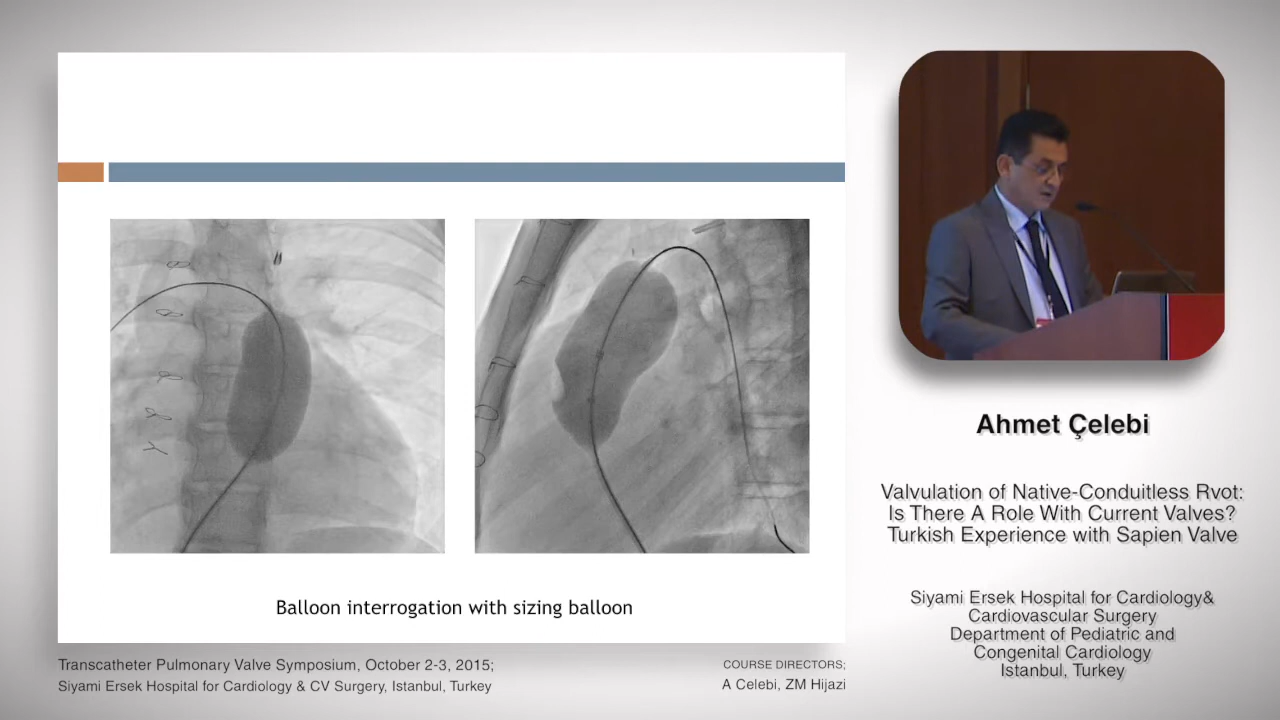 Balloon interrogation with sizing balloon
Transcatheter Pulmonary Valve Symposium, October 2-3, 2015;
Siyami Ersek Hospital for Cardiology & CV Surgery, Istanbul, Turkey
COURSE DIRECTORS;
A Celebi, ZM Hijazi
Ahmet Çelebi
Valvulation of Native-Conduitless Rvot:
Is There A Role With Current Valves?
Turkish Experience with Sapien Valve
Siyami Ersek Hospital for Cardiology&
Cardiovascular Surgery
Department of Pediatric and
Congenital Cardiology
Istanbul, Turkey